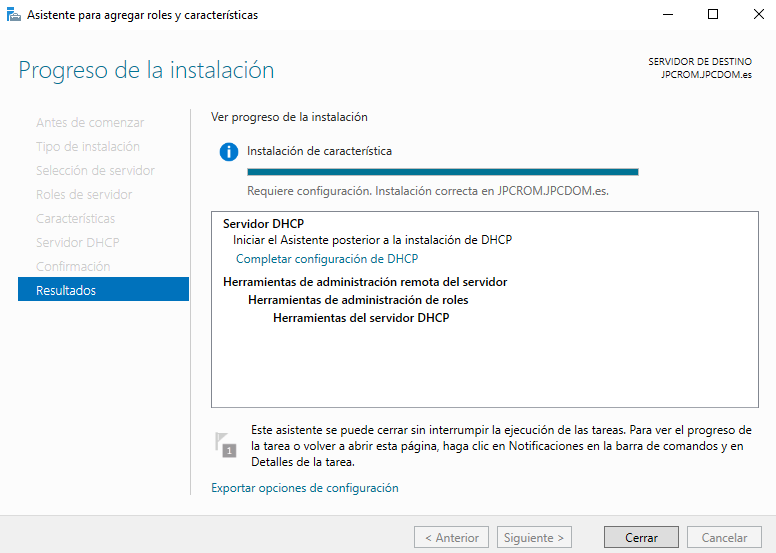 Asistente para agregar roles y características
Progreso de la instalación
SERVIDOR DE DESTINO
JPCROM.JPCDOM.es
Antes de comenzar
Tipo de instalación
Selección de servidor
Roles de servidor
Características
Servidor DHCP
Confirmación
Resultados
Ver progreso de la instalación
Instalación de característica
Requiere configuración. Instalación correcta en JPCROM.JPCDOM.es.
Servidor DHCP
Iniciar el Asistente posterior a la instalación de DHCP
Completar configuración de DHCP
Herramientas de administración remota del servidor
Herramientas de administración de roles
Herramientas del servidor DHCP
1
Este asistente se puede cerrar sin interrumpir la ejecución de las tareas. Para ver el progreso de
la tarea o volver a abrir esta página, haga clic en Notificaciones en la barra de comandos y en
Detalles de la tarea.
Exportar opciones de configuración
< Anterior
Siguiente >
Cerrar
Cancelar